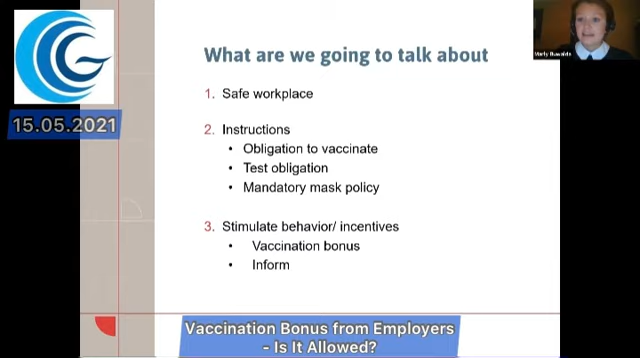 What are we going to talk about
15.05.2021
1. Safe workplace
2. Instructions
• Obligation to vaccinate
• Test obligation
• Mandatory mask policy
3. Stimulate behavior/ incentives
• Vaccination bonus
• Inform
Vaccination Bonus from Employers
- Is It Allowed?